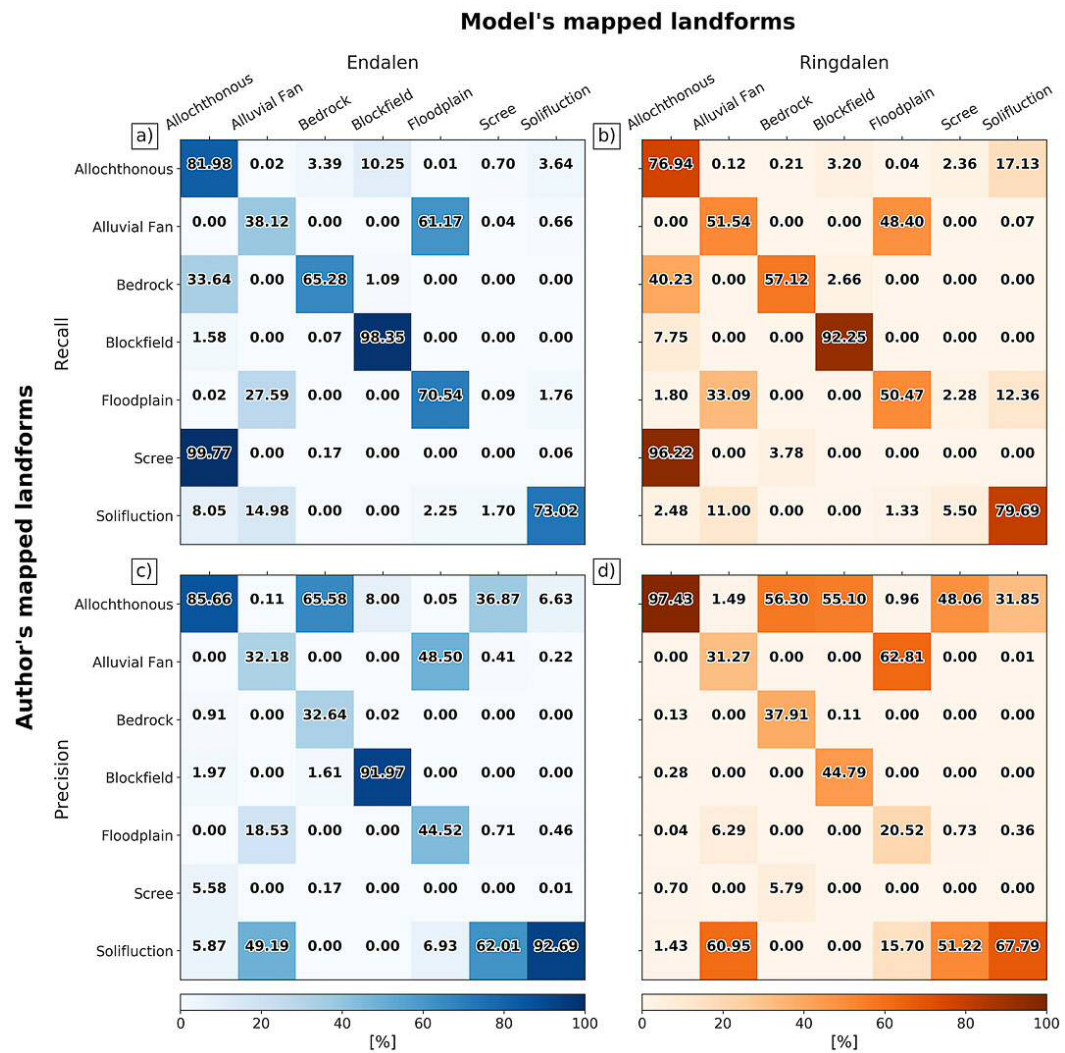 Model's mapped landforms
Endalen Ringdalen
Allochthonous Alluvial Fan Bedrock Blockfield Floodplain Scree Solifluction Allochthonous Alluvial Fan Bedrock Blockfield Floodplain Scree Solifluction
a) b)
Allochthonous 81.98 0.02 3.39 10.25 0.01 0.70 3.64 76.94 0.12 0.21 3.20 0.04 2.36 17.13
Alluvial Fan 0.00 38.12 0.00 0.00 61.17 0.04 0.66 0.00 51.54 0.00 0.00 48.40 0.00 0.07
Bedrock 33.64 0.00 65.28 1.09 0.00 0.00 0.00 40.23 0.00 57.12 2.66 0.00 0.00 0.00
Blockfield 1.58 0.00 0.07 98.35 0.00 0.00 0.00 7.75 0.00 0.00 92.25 0.00 0.00 0.00
Floodplain 0.02 27.59 0.00 0.00 70.54 0.09 1.76 1.80 33.09 0.00 0.00 50.47 2.28 12.36
Scree 99.77 0.00 0.17 0.00 0.00 0.00 0.06 96.22 0.00 3.78 0.00 0.00 0.00 0.00
Solifluction 8.05 14.98 0.00 0.00 2.25 1.70 73.02 2.48 11.00 0.00 0.00 1.33 5.50 79.69
Recall
Author's mapped landforms
c) d)
Allochthonous 85.66 0.11 65.58 8.00 0.05 36.87 6.63 97.43 1.49 56.30 55.10 0.96 48.06 31.85
Alluvial Fan 0.00 32.18 0.00 0.00 48.50 0.41 0.22 0.00 31.27 0.00 0.00 62.81 0.00 0.01
Bedrock 0.91 0.00 32.64 0.02 0.00 0.00 0.00 0.13 0.00 37.91 0.11 0.00 0.00 0.00
Blockfield 1.97 0.00 1.61 91.97 0.00 0.00 0.00 0.28 0.00 0.00 44.79 0.00 0.00 0.00
Floodplain 0.00 18.53 0.00 0.00 44.52 0.71 0.46 0.04 6.29 0.00 0.00 20.52 0.73 0.36
Scree 5.58 0.00 0.17 0.00 0.00 0.00 0.01 0.70 0.00 5.79 0.00 0.00 0.00 0.00
Solifluction 5.87 49.19 0.00 0.00 6.93 62.01 92.69 1.43 60.95 0.00 0.00 15.70 51.22 67.79
Precision
0 20 40 60 80 100 0 20 40 60 80 100
[%] [%]